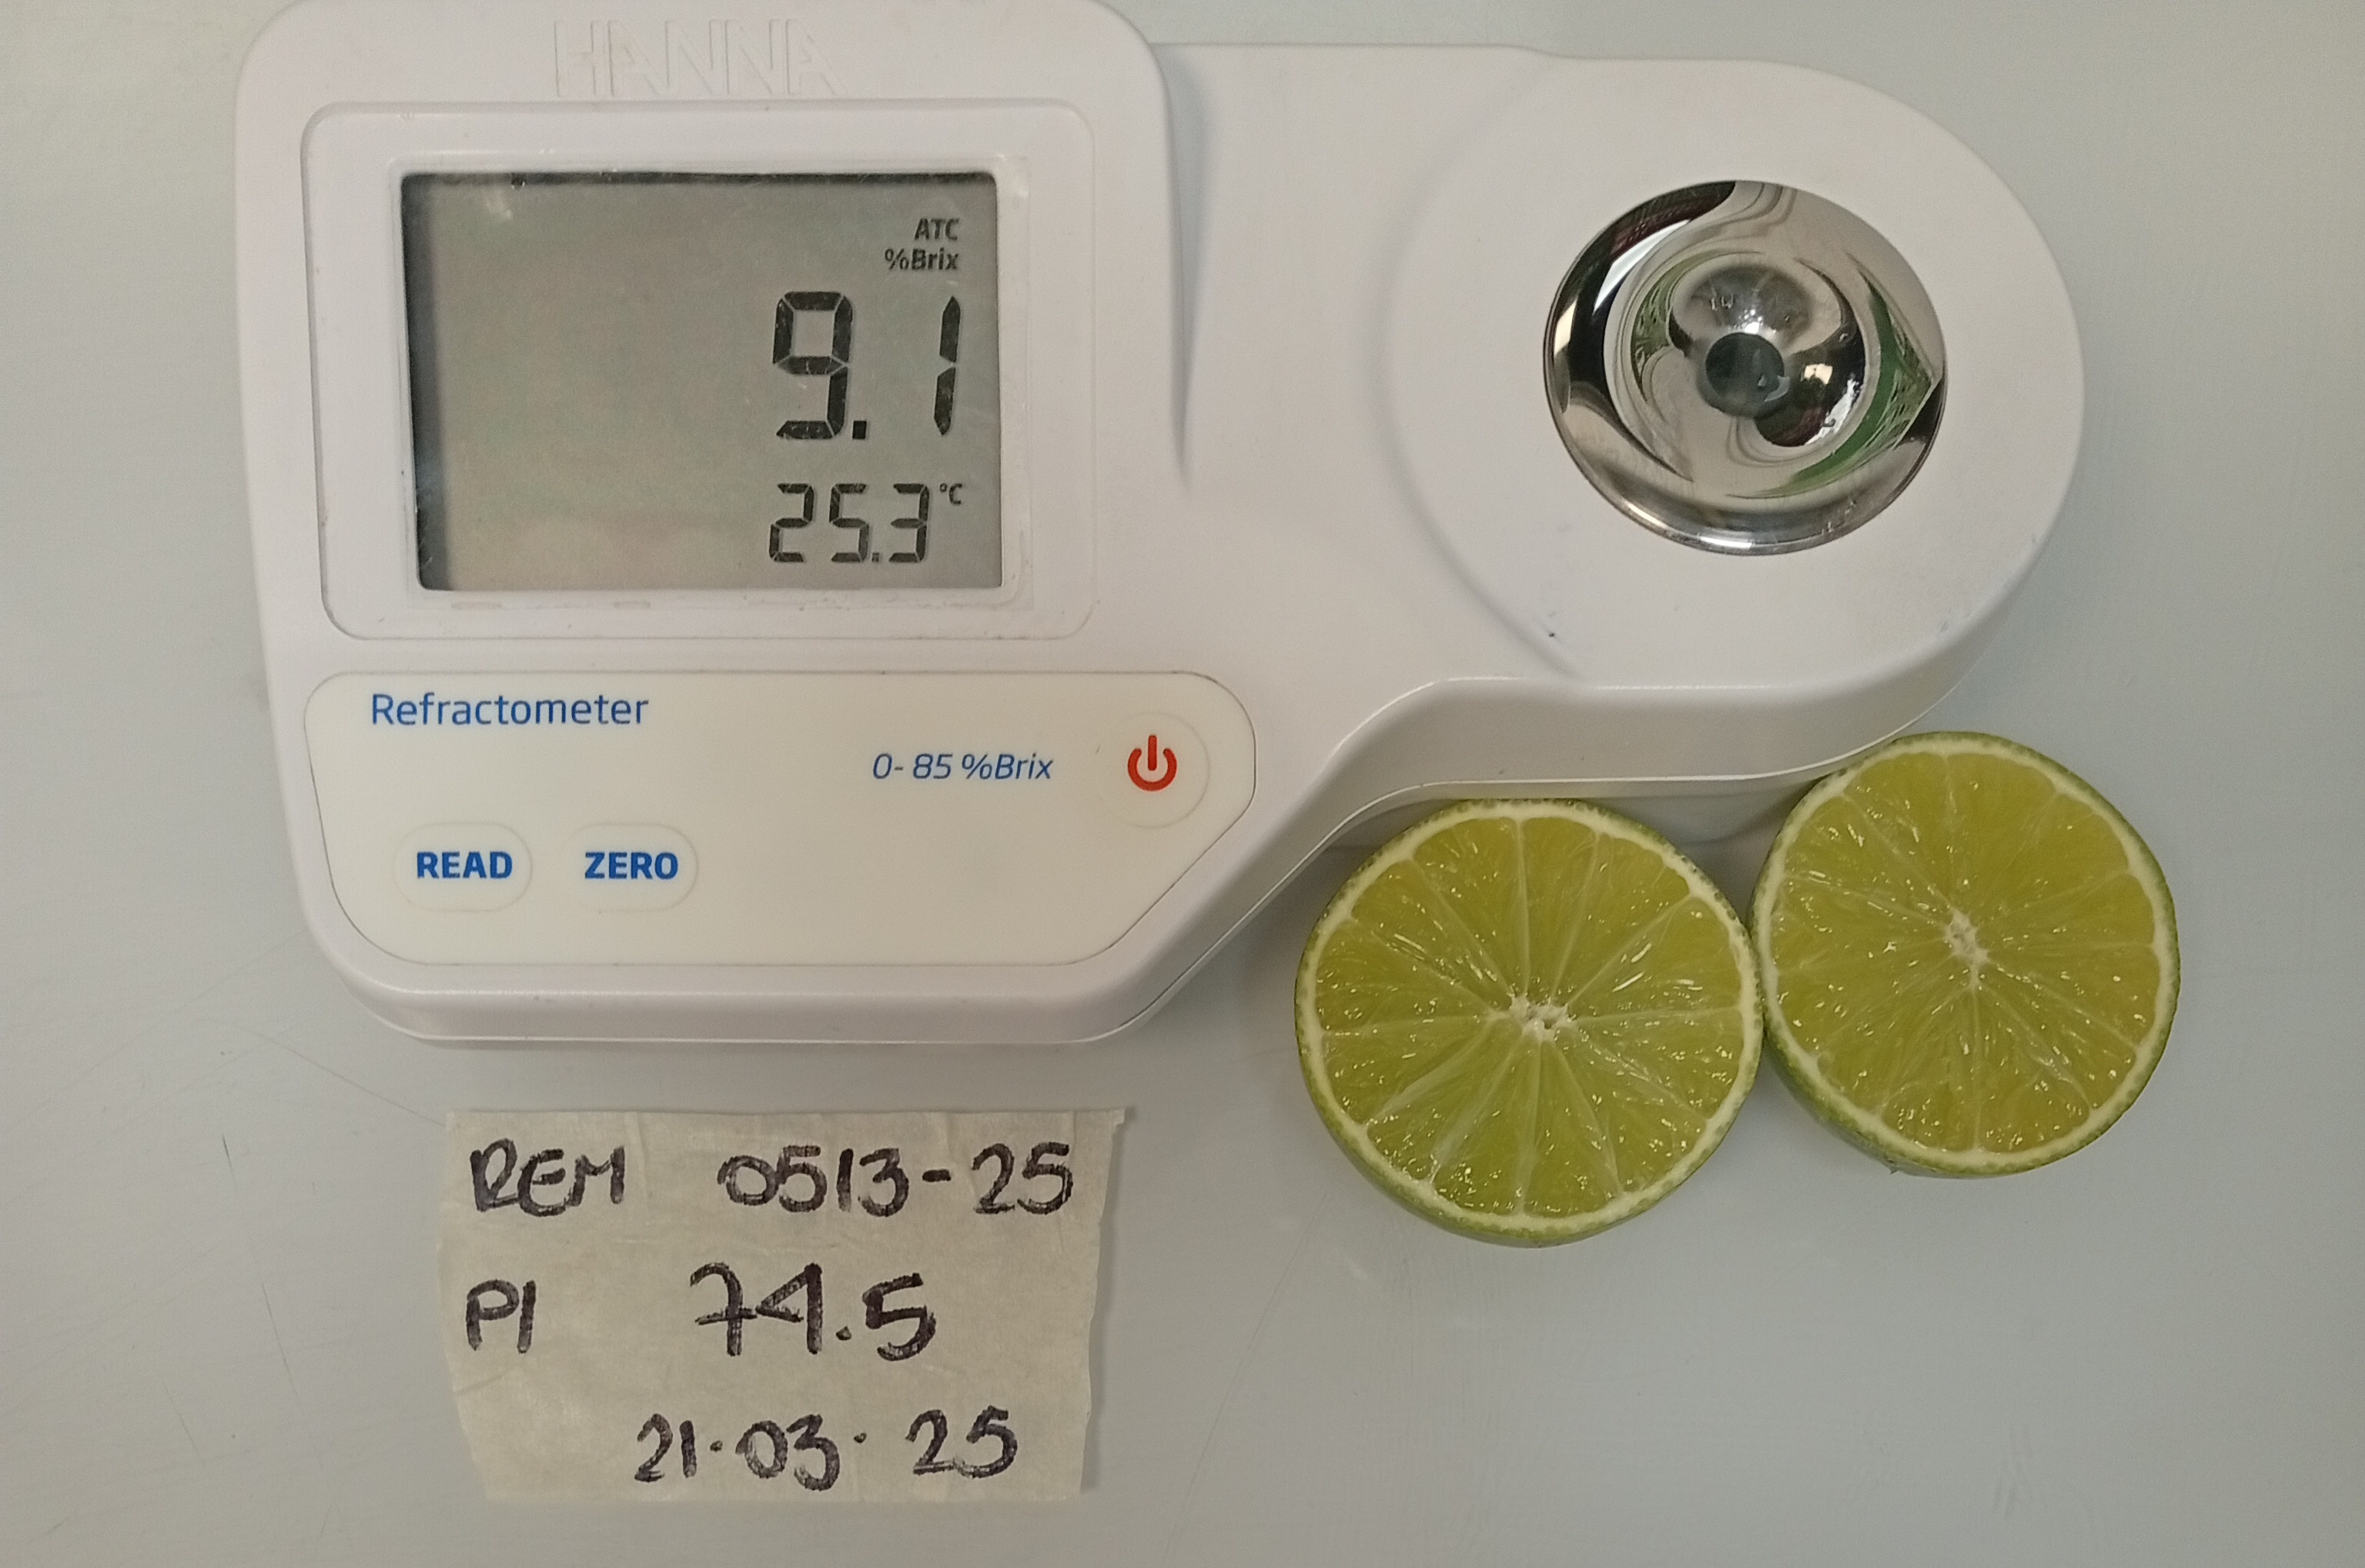 HANNA
ATC
%Brix
9.1
25.3 °C
Refractometer
0-85 %Brix
READ ZERO
REM 0513-25
PI 74.5
21.03.25